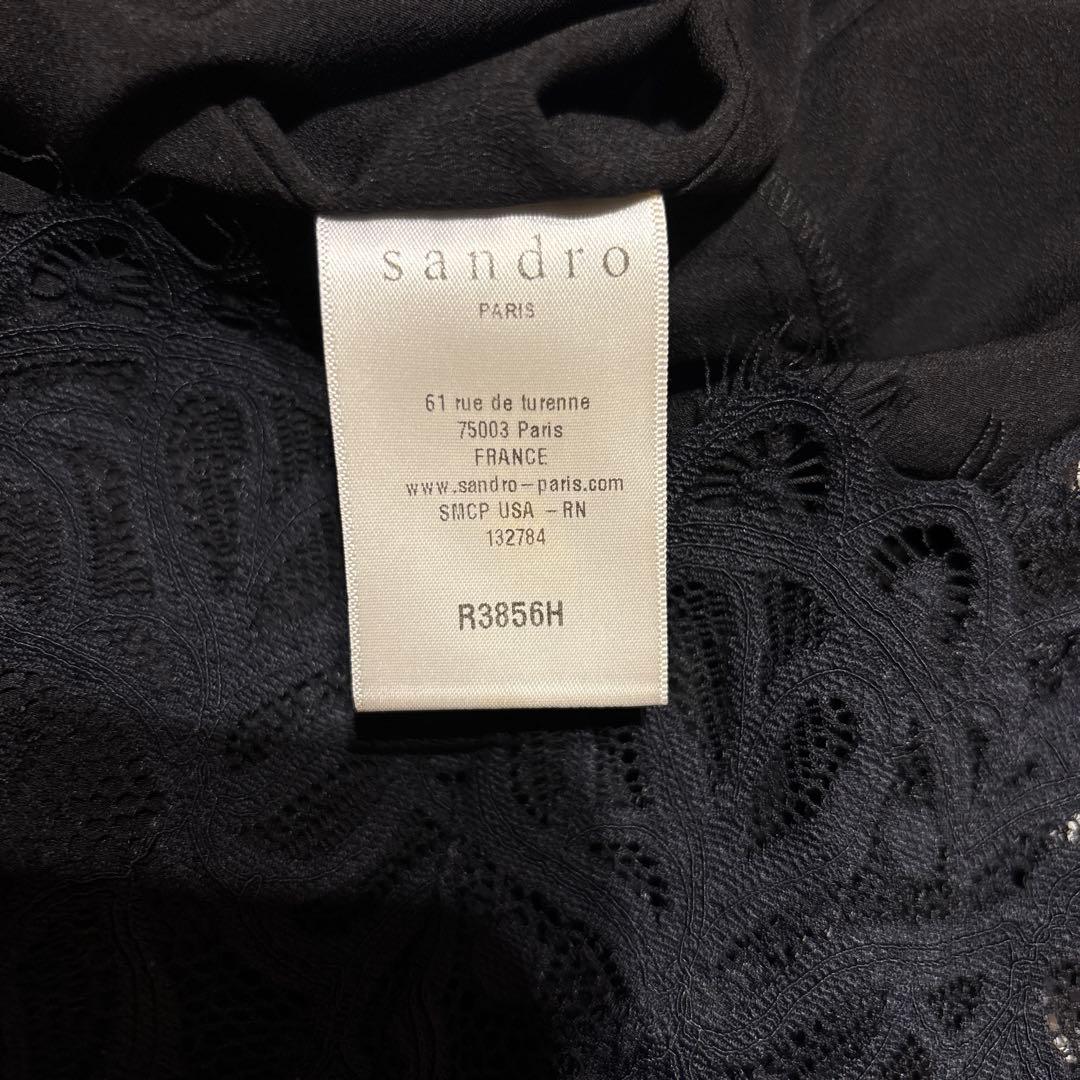 sandro
PARIS
61 rue de turenne
75003 Paris
FRANCE
www.sandro-paris.com
SMCP USA - RN
132784
R3856H